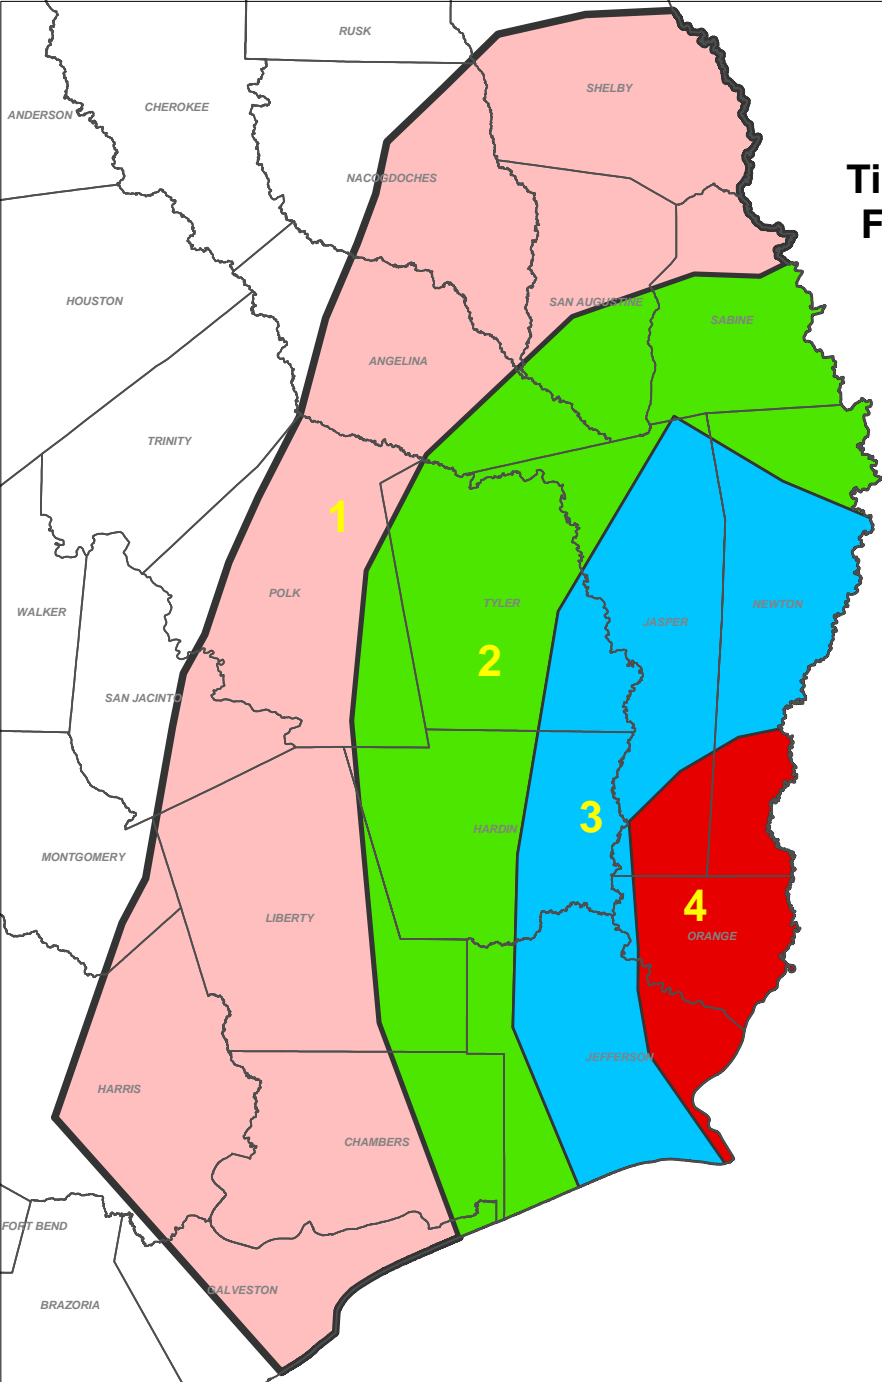 RUSK
SHELBY
CHEROKEE
ANDERSON
NACOGDOCHES
Ti
F
HOUSTON
SAN AUGUSTINE
SABINE
ANGELINA
TRINITY
1
POLK
TYLER
NEWTON
WALKER
JASPER
2
SAN JACINTO
3
HARDIN
MONTGOMERY
4
LIBERTY
ORANGE
JEFFERSON
HARRIS
CHAMBERS
FORT BEND
GALVESTON
BRAZORIA